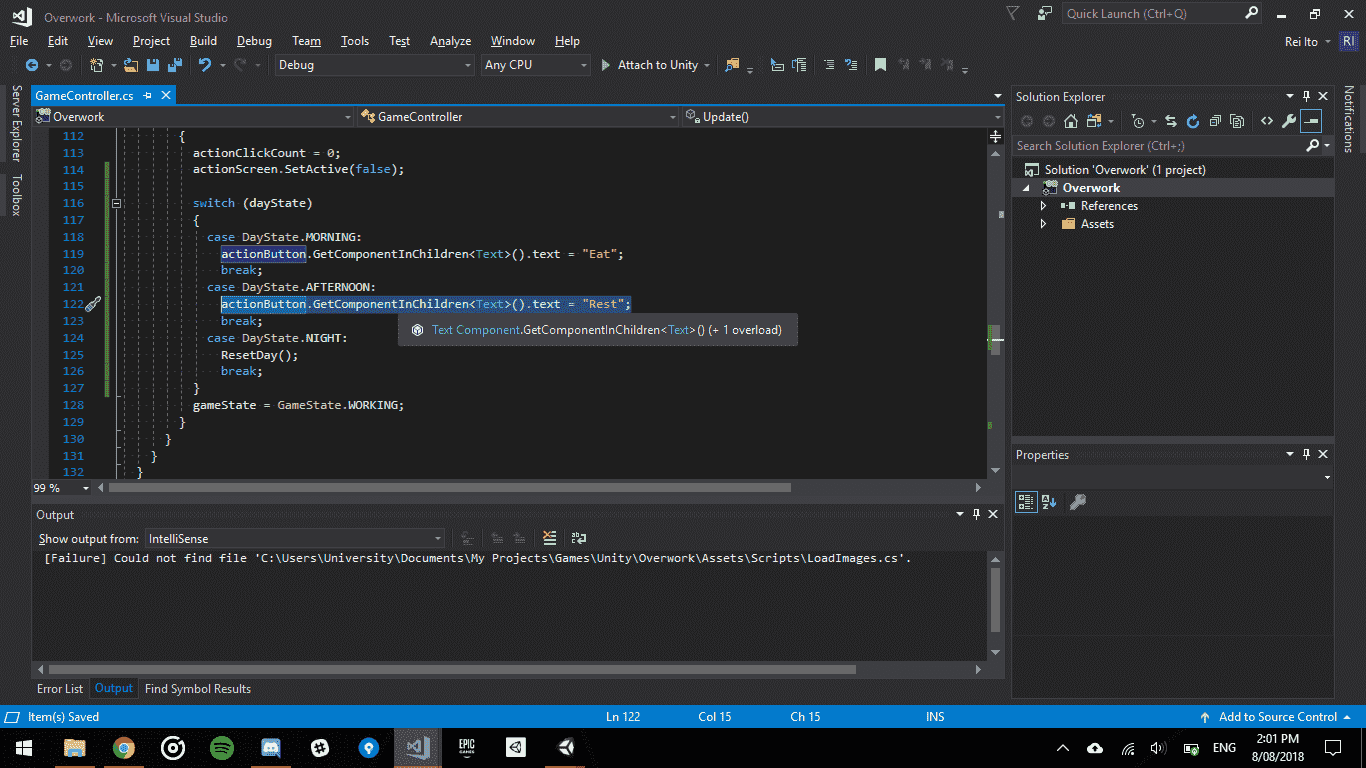 Overwork - Microsoft Visual Studio
Quick Launch (Ctrl+Q)
File Edit View Project Build Debug Team Tools Test Analyze Window Help
Rei Ito RI
Debug Any CPU Attach to Unity
Server Explorer
Toolbox
GameController.cs
Overwork GameController Update()
112 {
113 actionClickCount = 0;
114 actionScreen.SetActive(false);
115
116 switch (dayState)
117 {
118 case DayState.MORNING:
119 actionButton.GetComponentInChildren<Text>().text = "Eat";
120 break;
121 case DayState.AFTERNOON:
122 actionButton.GetComponentInChildren<Text>().text = "Rest";
123 break;
Text Component.GetComponentInChildren<Text>() (+ 1 overload)
124 case DayState.NIGHT:
125 ResetDay();
126 break;
127 }
128 gameState = GameState.WORKING;
129 }
130 }
131 }
132 }
99 %
Output
Show output from: IntelliSense
[Failure] Could not find file 'C:\Users\University\Documents\My Projects\Games\Unity\Overwork\Assets\Scripts\LoadImages.cs'.
Error List Output Find Symbol Results
Solution Explorer
Search Solution Explorer (Ctrl+;)
Solution 'Overwork' (1 project)
Overwork
References
Assets
Properties
Notifications
Item(s) Saved Ln 122 Col 15 Ch 15 INS Add to Source Control
EPIC GAMES
ENG
2:01 PM
8/08/2018